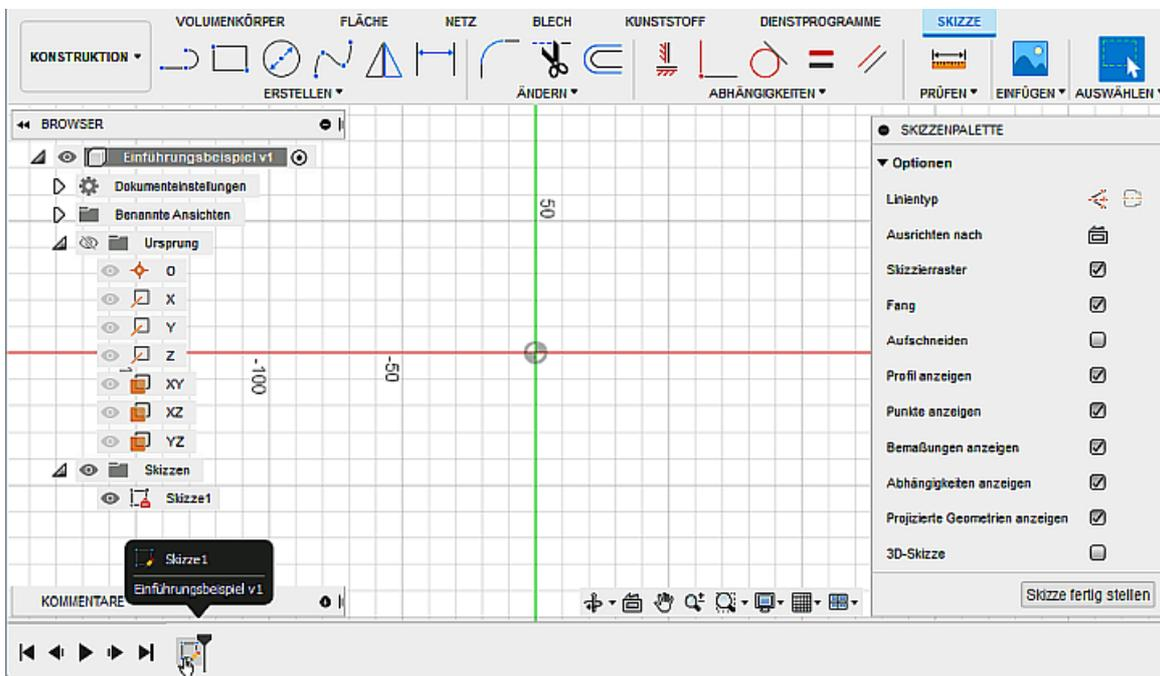 VOLUMENKÖRPER FLÄCHE NETZ BLECH KUNSTSTOFF DIENSTPROGRAMME SKIZZE
KONSTRUKTION
ERSTELLEN ÄNDERN ABHÄNGIGKEITEN PRÜFEN EINFÜGEN AUSWÄHLEN
BROWSER
Einführungsbeispiel v1
Dokumenteinstellungen
Benannte Ansichten
Ursprung
O
X
Y
Z
XY
XZ
YZ
Skizzen
Skizze1
50
-50
-100
Skizze1
Einführungsbeispiel v1
KOMMENTARE
SKIZZENPALETTE
Optionen
Linientyp
Ausrichten nach
Skizzierraster
Fang
Aufschneiden
Profil anzeigen
Punkte anzeigen
Bemaßungen anzeigen
Abhängigkeiten anzeigen
Projizierte Geometrien anzeigen
3D-Skizze
Skizze fertig stellen